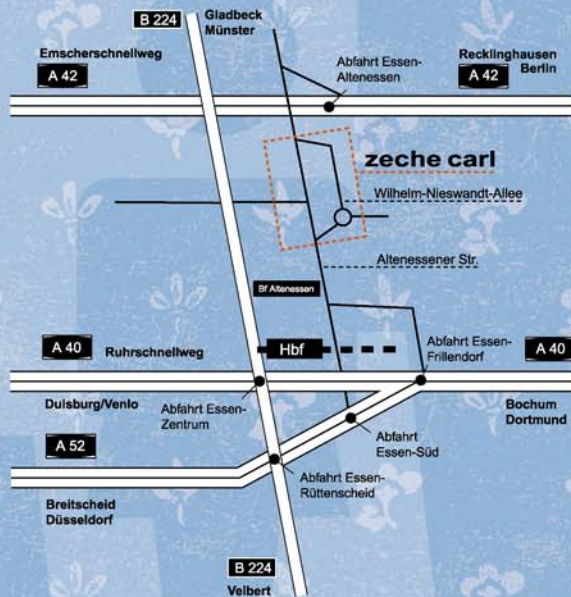 B 224
Gladbeck
Münster
Emscherschnellweg
A 42
Abfahrt Essen-
Altenessen
Recklinghausen
Berlin
A 42
zeche carl
Wilhelm-Nieswandt-Allee
Altenessener Str.
Bf Altenessen
A 40
Ruhrschnellweg
Hbf
Abfahrt Essen-
Frillendorf
A 40
Duisburg/Venlo
Abfahrt Essen-
Zentrum
Bochum
Dortmund
A 52
Abfahrt
Essen-Süd
Abfahrt Essen-
Rüttenscheid
Breitscheid
Düsseldorf
B 224
Velbert